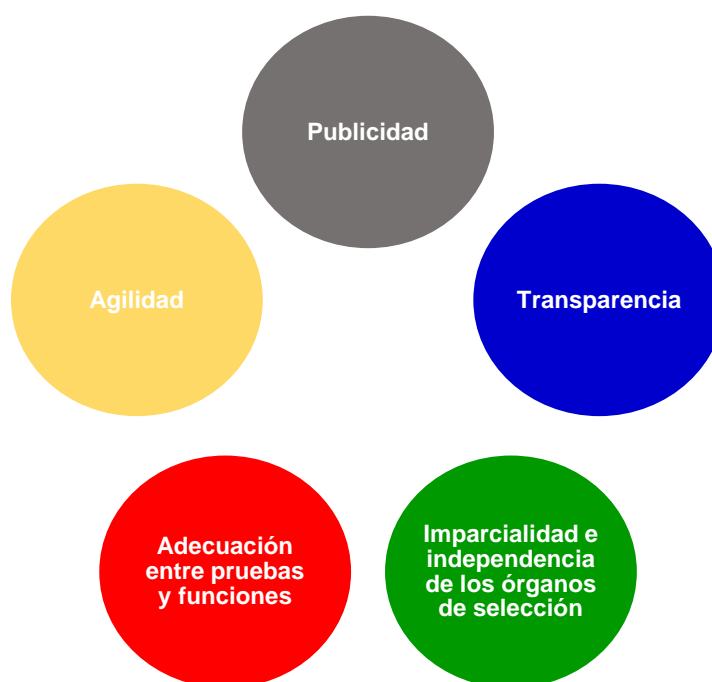 Publicidad
Agilidad
Transparencia
Adecuación
entre pruebas
y funciones
Imparcialidad e
independencia
de los órganos
de selección